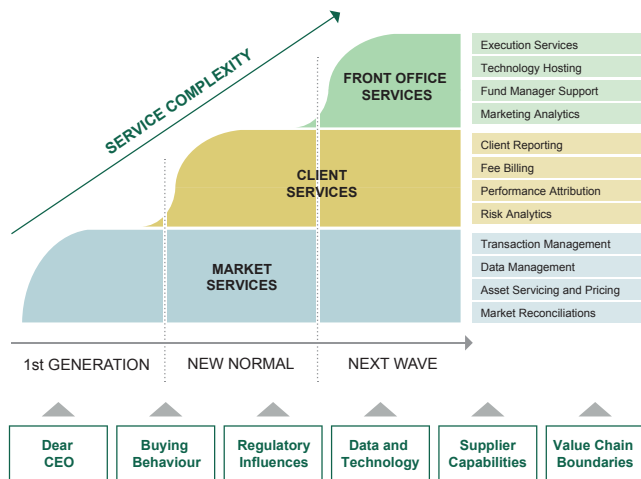 SERVICE COMPLEXITY
FRONT OFFICE
SERVICES
CLIENT
SERVICES
MARKET
SERVICES
Execution Services
Technology Hosting
Fund Manager Support
Marketing Analytics
Client Reporting
Fee Billing
Performance Attribution
Risk Analytics
Transaction Management
Data Management
Asset Servicing and Pricing
Market Reconciliations
1st GENERATION
NEW NORMAL
NEXT WAVE
Dear
CEO
Buying
Behaviour
Regulatory
Influences
Data and
Technology
Supplier
Capabilities
Value Chain
Boundaries